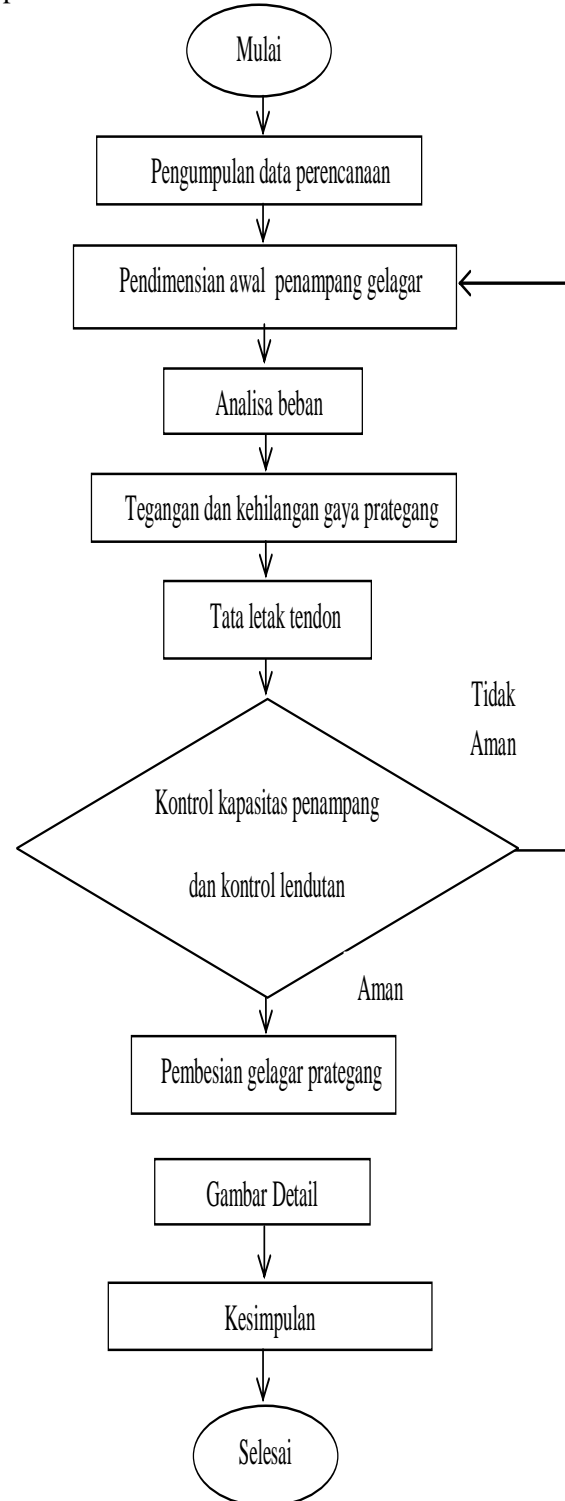 Mulai
Pengumpulan data perencanaan
Pendimensian awal penampang gelagar
Analisa beban
Tegangan dan kehilangan gaya prategang
Tata letak tendon
Tidak
Aman
Kontrol kapasitas penampang
dan kontrol lendutan
Aman
Pembesian gelagar prategang
Gambar Detail
Kesimpulan
Selesai